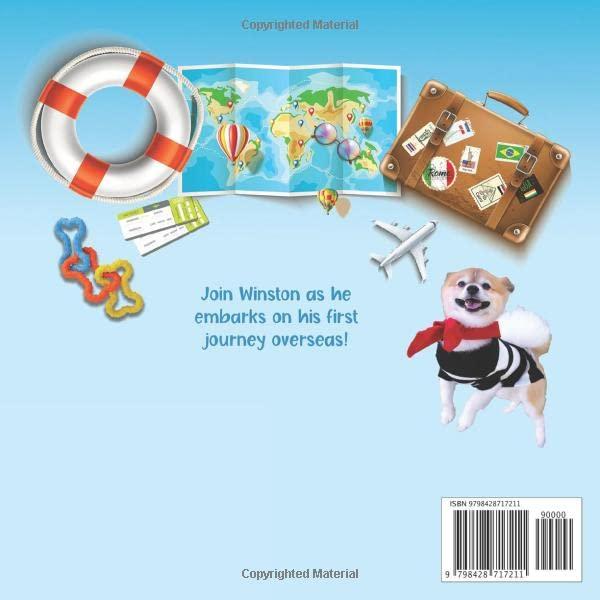 Copyrighted Material
Rome
Join Winston as he
embarks on his first
journey overseas!
ISBN 9798428717211
90000
9 798428 717211
Copyrighted Material